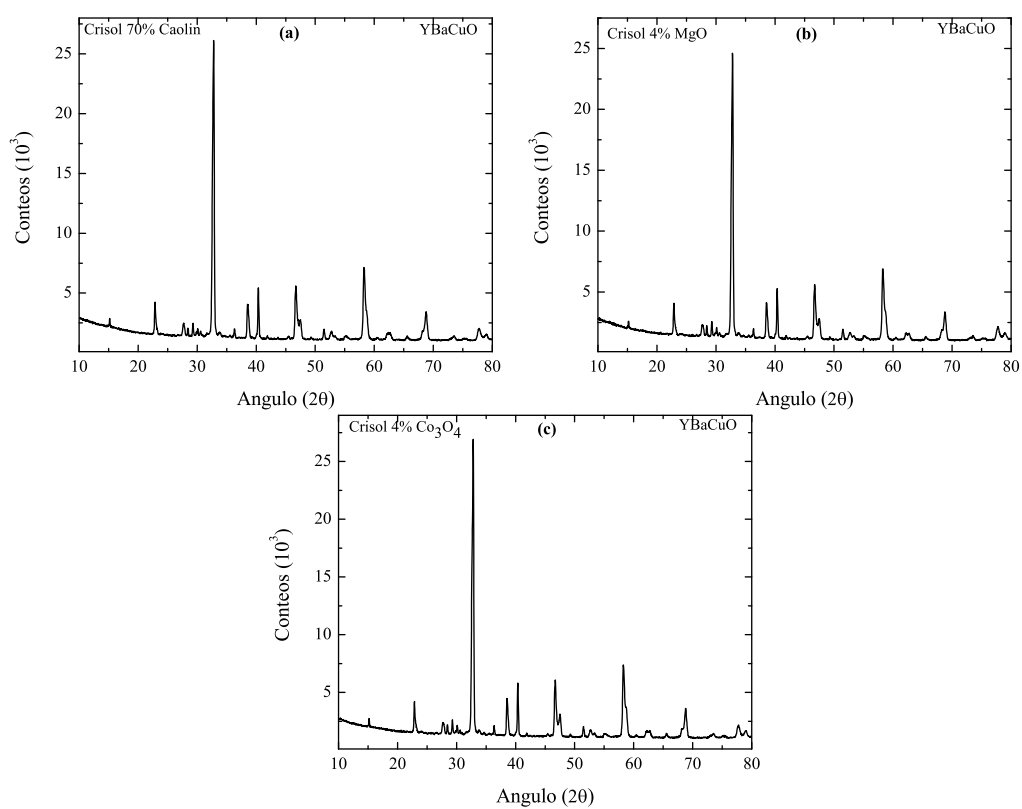 Crisol 70% Caolin (a) YBaCuO
25
20
15
10
5
Conteos (10³)
10 20 30 40 50 60 70 80
Angulo (2θ)
Crisol 4% MgO (b) YBaCuO
25
20
15
10
5
Conteos (10³)
10 20 30 40 50 60 70 80
Angulo (2θ)
Crisol 4% Co₃O₄ (c) YBaCuO
25
20
15
10
5
Conteos (10³)
10 20 30 40 50 60 70 80
Angulo (2θ)